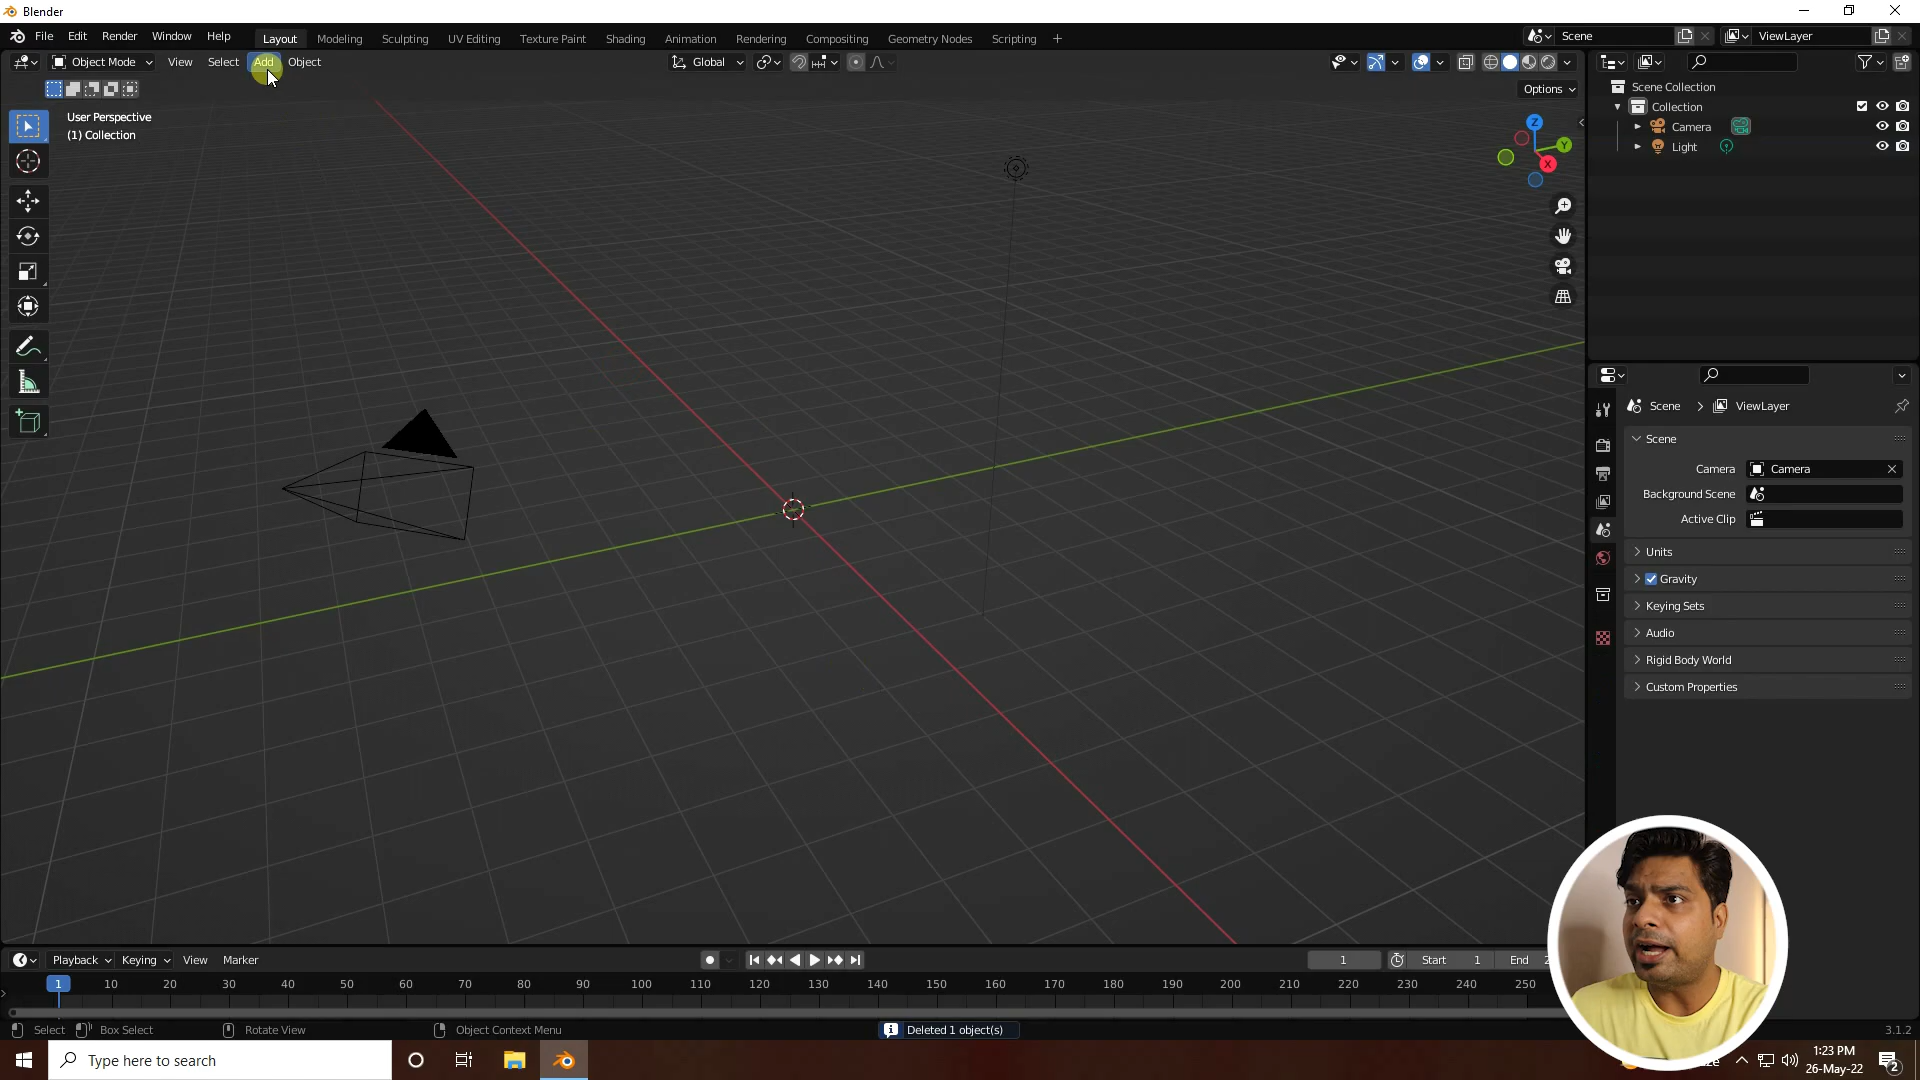 Blender
File Edit Render Window Help Layout Modeling Sculpting UV Editing Texture Paint Shading Animation Rendering Compositing Geometry Nodes Scripting + Scene ViewLayer
Object Mode View Select Add Object Global
Options
User Perspective
(1) Collection
Z
Y
X
Scene Collection
Collection
Camera
Light
Scene > ViewLayer
Scene
Camera Camera
Background Scene
Active Clip
Units
Gravity
Keying Sets
Audio
Rigid Body World
Custom Properties
Playback Keying View Marker 1 Start 1 End
1 10 20 30 40 50 60 70 80 90 100 110 120 130 140 150 160 170 180 190 200 210 220 230 240 250
Select Box Select Rotate View Object Context Menu Deleted 1 object(s) 3.1.2
Type here to search
1:23 PM
26-May-22
2